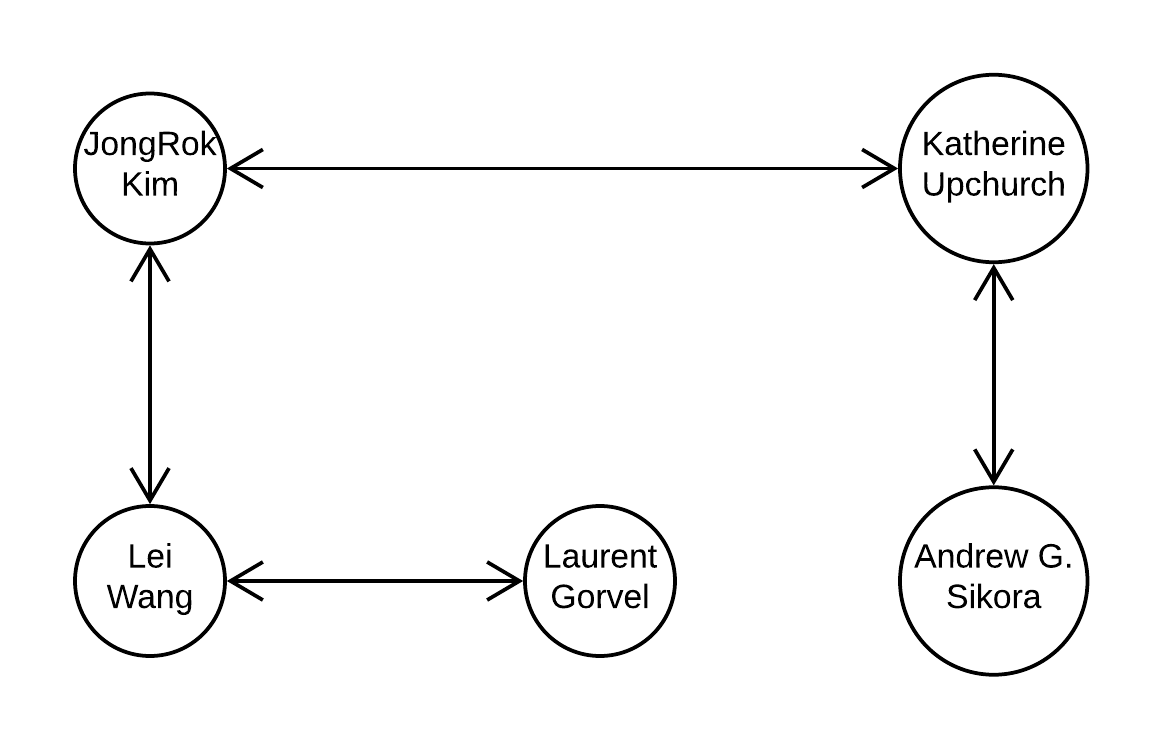 JongRok
Kim
Katherine
Upchurch
Lei
Wang
Laurent
Gorvel
Andrew G.
Sikora